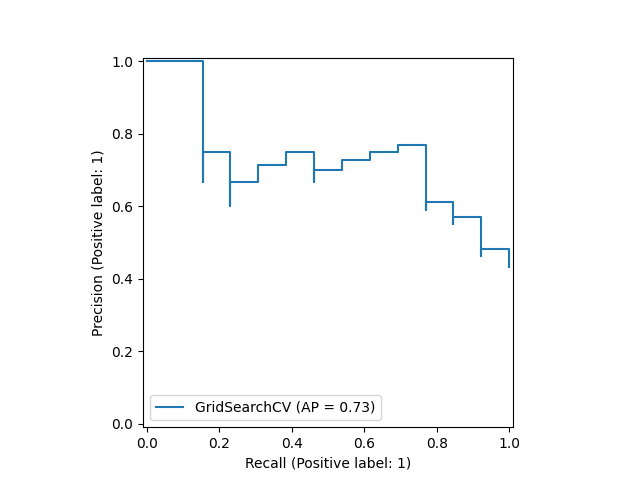 1.0
0.8
0.6
0.4
0.2
0.0
Precision (Positive label: 1)
GridSearchCV (AP = 0.73)
0.0 0.2 0.4 0.6 0.8 1.0
Recall (Positive label: 1)